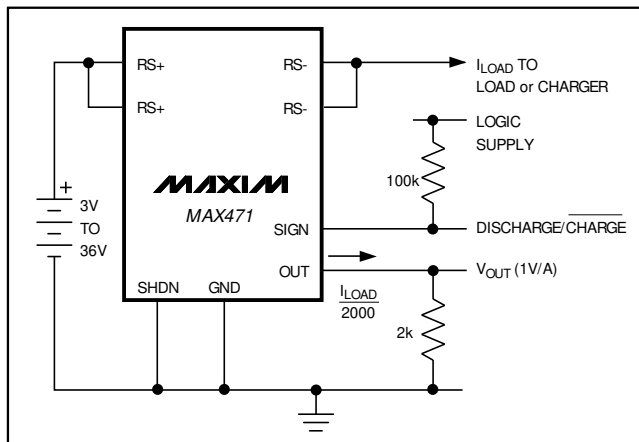 RS+
RS-
I_LOAD TO
LOAD or CHARGER
RS+
RS-
LOGIC
SUPPLY
100k
+
3V
TO
36V
MAXIM
MAX471
SIGN
DISCHARGE/C̅H̅A̅R̅G̅E̅
OUT
V_OUT (1V/A)
SHDN
GND
I_LOAD
2000
2k